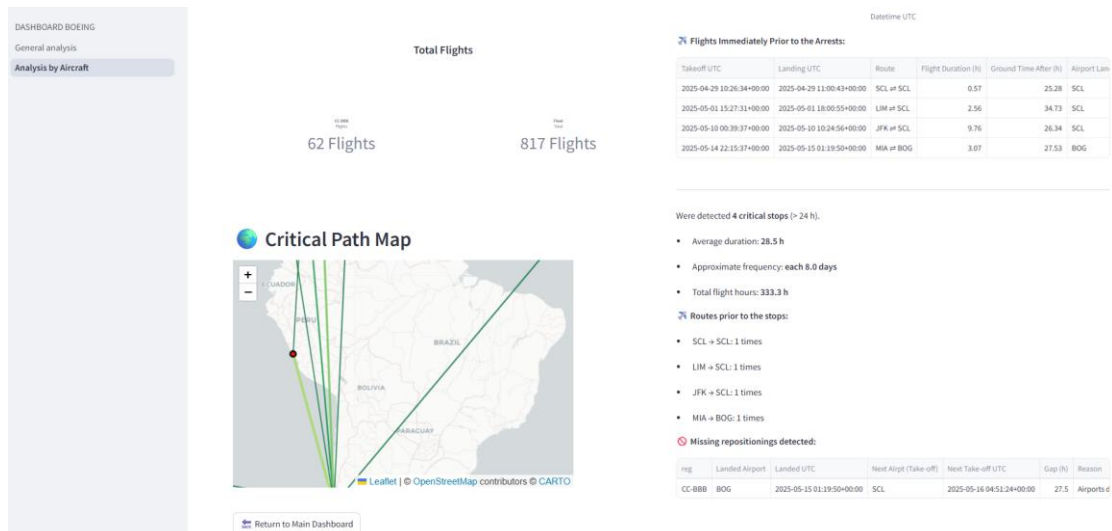 DASHBOARD BOEING
General analysis
Analysis by Aircraft
Total Flights
Flights
62 Flights
Total
817 Flights
Critical Path Map
+
−
ECUADOR
PERU
BRAZIL
BOLIVIA
PARAGUAY
Leaflet | © OpenStreetMap contributors © CARTO
Return to Main Dashboard
Datetime UTC
Flights Immediately Prior to the Arrests:
Takeoff UTC Landing UTC Route Flight Duration (h) Ground Time After (h) Airport Lan
2025-04-29 10:26:34+00:00 2025-04-29 11:00:43+00:00 SCL ⇌ SCL 0.57 25.28 SCL
2025-05-01 15:27:31+00:00 2025-05-01 18:00:55+00:00 LIM ⇌ SCL 2.56 34.73 SCL
2025-05-10 00:39:37+00:00 2025-05-10 10:24:56+00:00 JFK ⇌ SCL 9.76 26.34 SCL
2025-05-14 22:15:37+00:00 2025-05-15 01:19:50+00:00 MIA ⇌ BOG 3.07 27.53 BOG
Were detected 4 critical stops (> 24 h).
• Average duration: 28.5 h
• Approximate frequency: each 8.0 days
• Total flight hours: 333.3 h
Routes prior to the stops:
• SCL → SCL: 1 times
• LIM → SCL: 1 times
• JFK → SCL: 1 times
• MIA → BOG: 1 times
Missing repositionings detected:
reg Landed Airport Landed UTC Next Airpt (Take-off) Next Take-off UTC Gap (h) Reason
CC-BBB BOG 2025-05-15 01:19:50+00:00 SCL 2025-05-16 04:51:24+00:00 27.5 Airports d